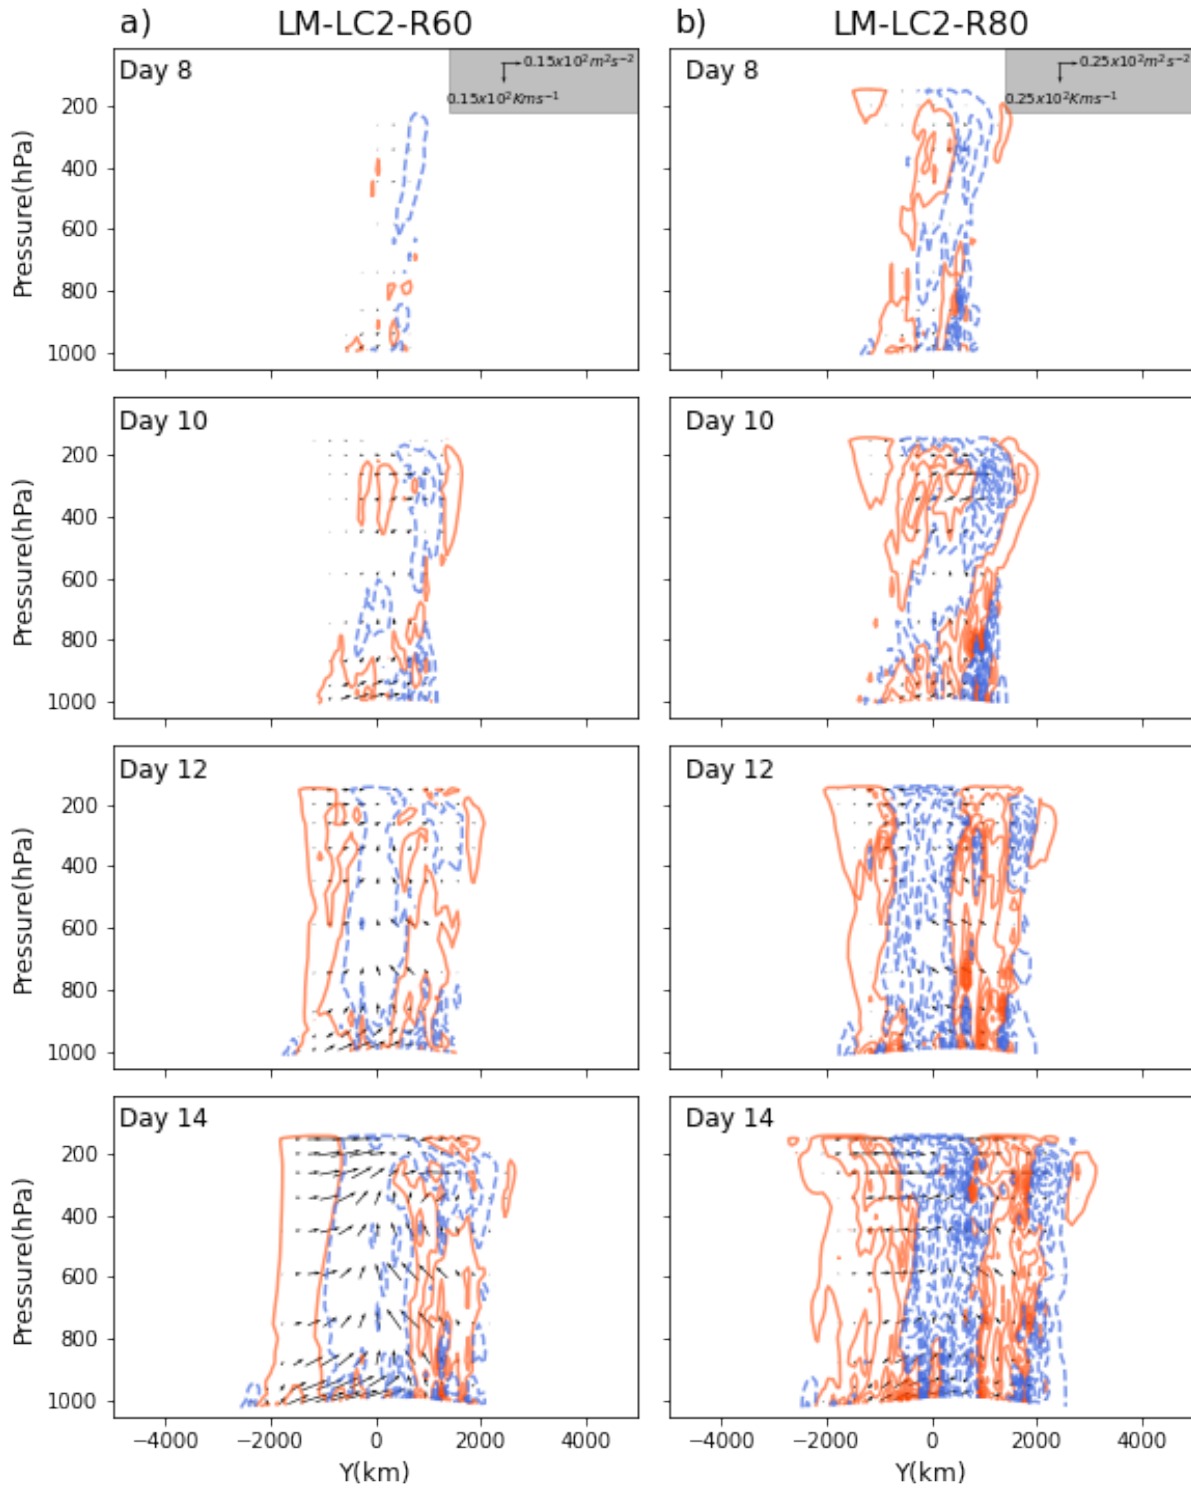 a) LM-LC2-R60 b) LM-LC2-R80
Day 8 0.15x10²m²s⁻² Day 8 0.25x10²m²s⁻²
0.15x10²Kms⁻¹ 0.25x10²Kms⁻¹
200
400
600
800
1000
Pressure(hPa)
Day 10 Day 10
200
400
600
800
1000
Pressure(hPa)
Day 12 Day 12
200
400
600
800
1000
Pressure(hPa)
Day 14 Day 14
200
400
600
800
1000
Pressure(hPa)
−4000 −2000 0 2000 4000 −4000 −2000 0 2000 4000
Y(km) Y(km)